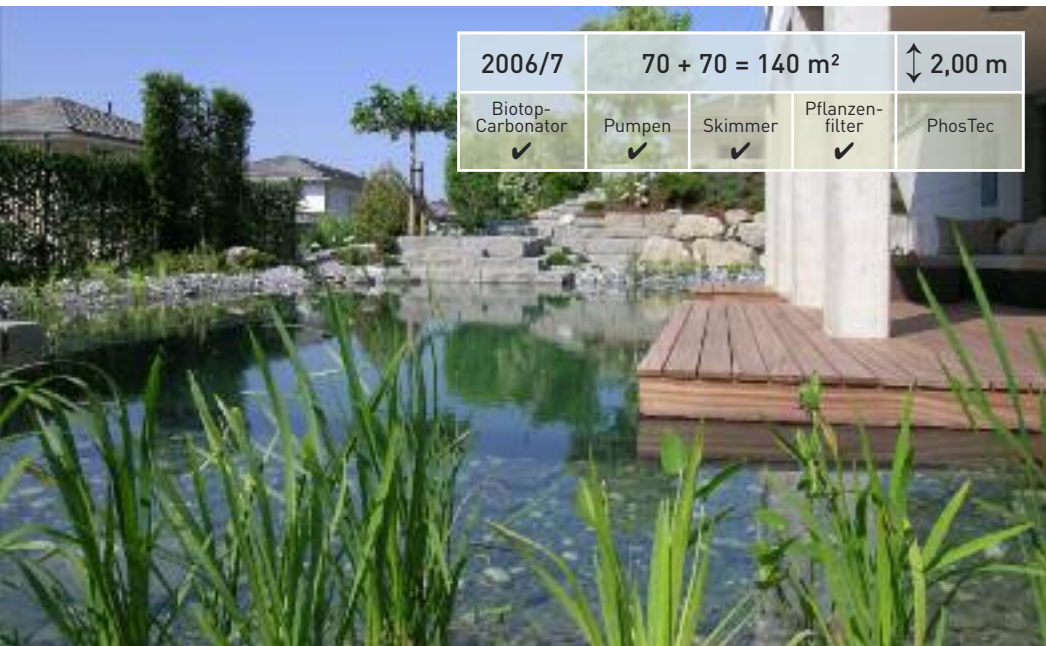 2006/7 70 + 70 = 140 m² ↕ 2,00 m
Biotop-
Carbonator
✔
Pumpen
✔
Skimmer
✔
Pflanzen-
filter
✔
PhosTec